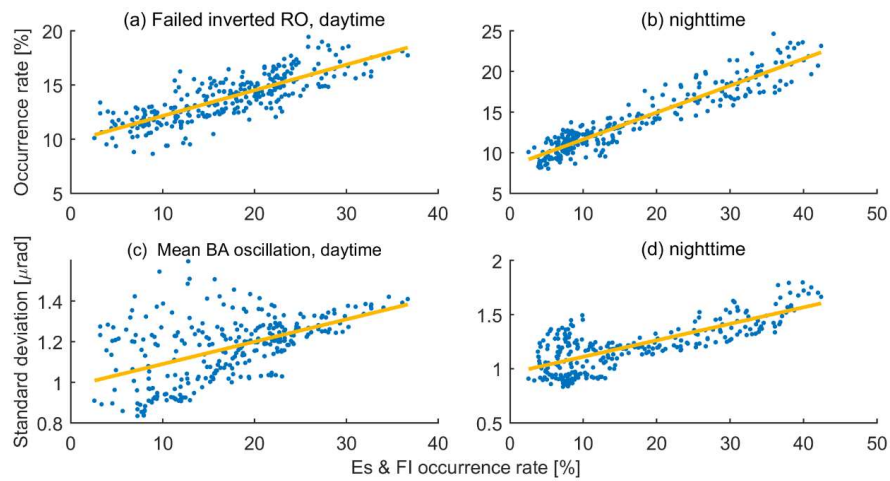 (a) Failed inverted RO, daytime
(b) nighttime
Occurrence rate [%]
20
15
10
5
0 10 20 30 40
25
20
15
10
5
0 10 20 30 40 50
(c) Mean BA oscillation, daytime
(d) nighttime
Standard deviation [μrad]
1.4
1.2
1
0.8
0 10 20 30 40
2
1.5
1
0.5
0 10 20 30 40 50
Es & FI occurrence rate [%]